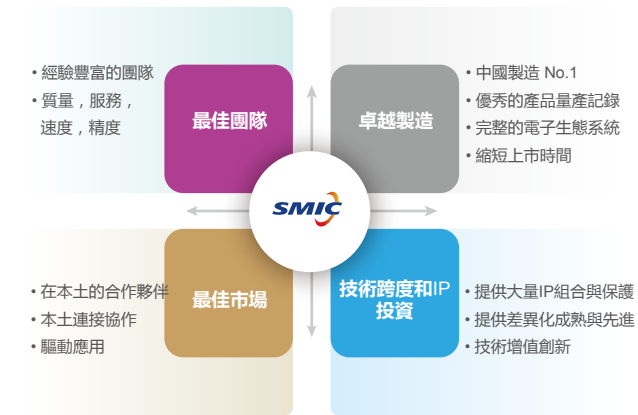 • 經驗豐富的團隊
• 質量，服務，
速度，精度
最佳團隊
卓越製造
• 中國製造 No.1
• 優秀的產品量產記錄
• 完整的電子生態系統
• 縮短上市時間
SMIC
• 在本土的合作夥伴
• 本土連接協作
• 驅動應用
最佳市場
技術跨度和IP
投資
• 提供大量IP組合與保護
• 提供差異化成熟與先進
• 技術增值創新